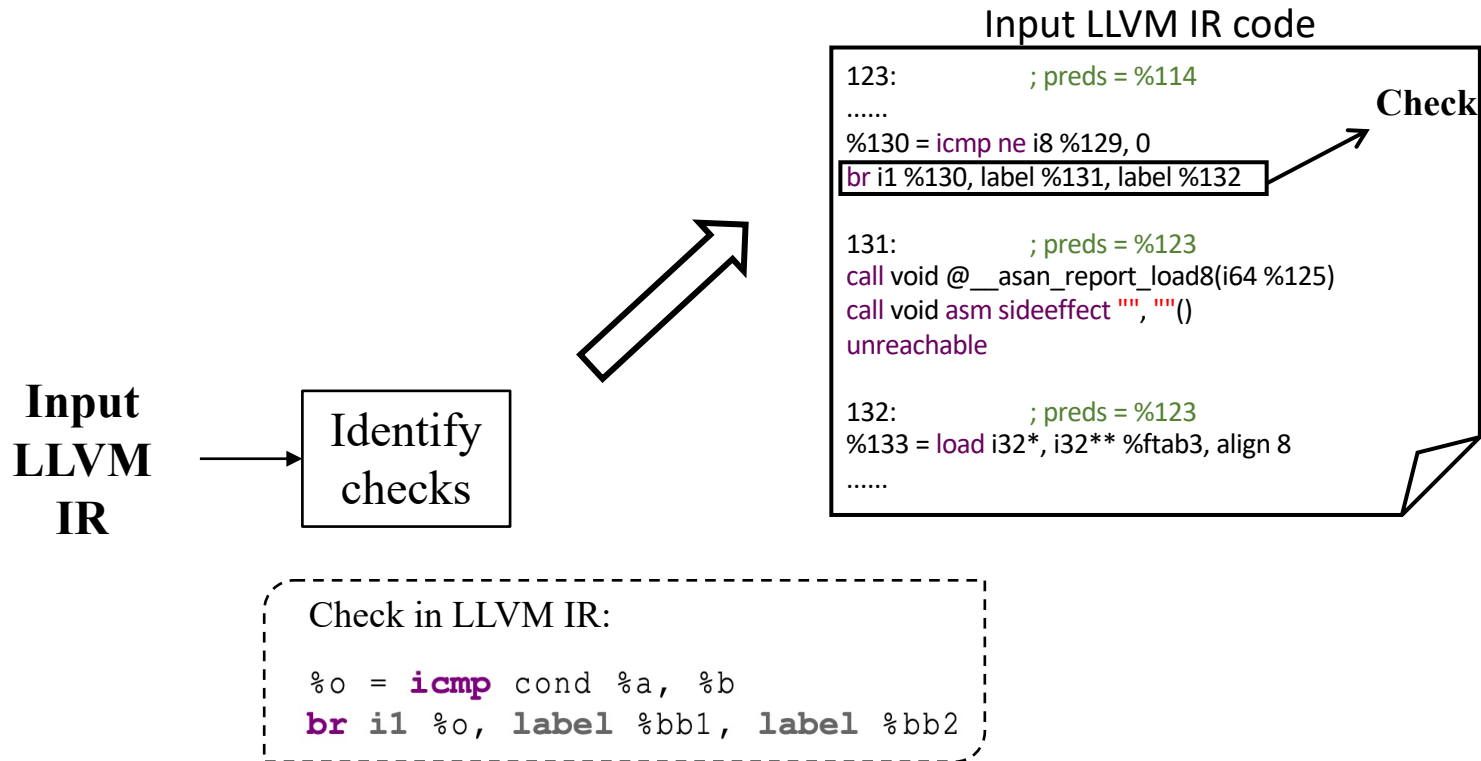 Input LLVM IR code
123: ; preds = %114
......
%130 = icmp ne i8 %129, 0
br i1 %130, label %131, label %132
Check
131: ; preds = %123
call void @__asan_report_load8(i64 %125)
call void asm sideeffect "", ""()
unreachable
132: ; preds = %123
%133 = load i32*, i32** %ftab3, align 8
......
Input
LLVM
IR
Identify
checks
Check in LLVM IR:
%o = icmp cond %a, %b
br i1 %o, label %bb1, label %bb2